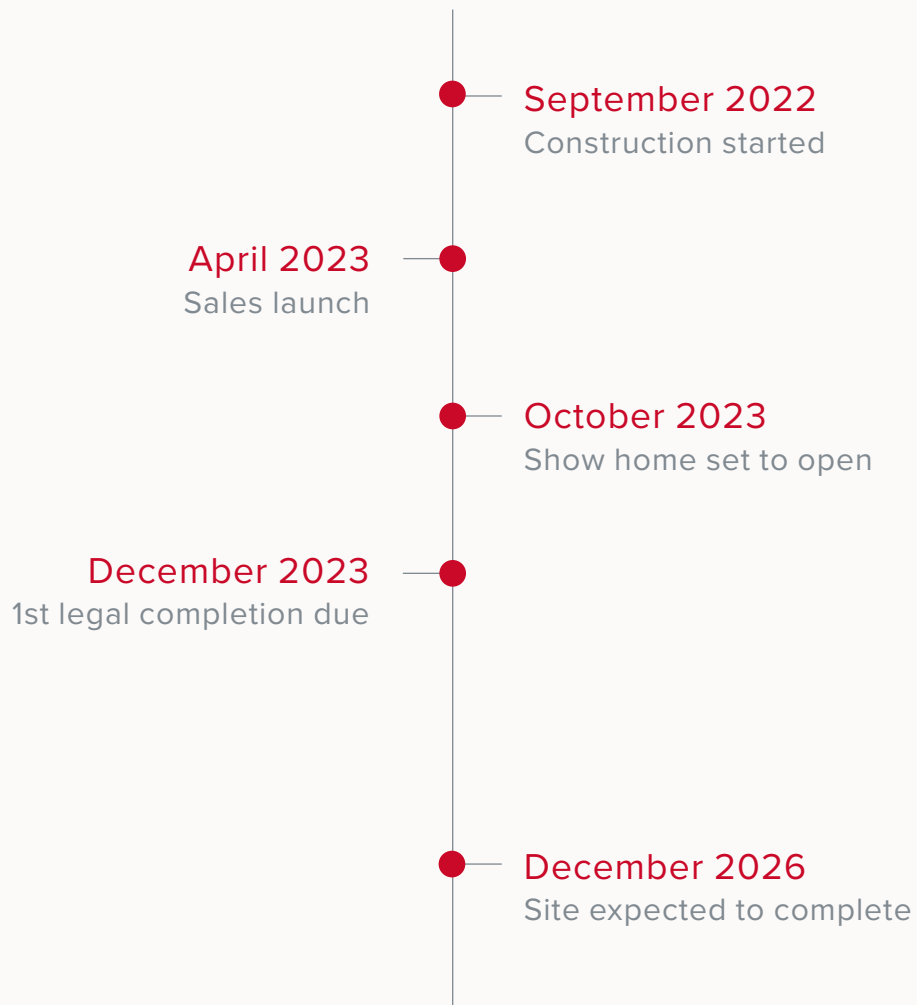 September 2022
Construction started
April 2023
Sales launch
October 2023
Show home set to open
December 2023
1st legal completion due
December 2026
Site expected to complete